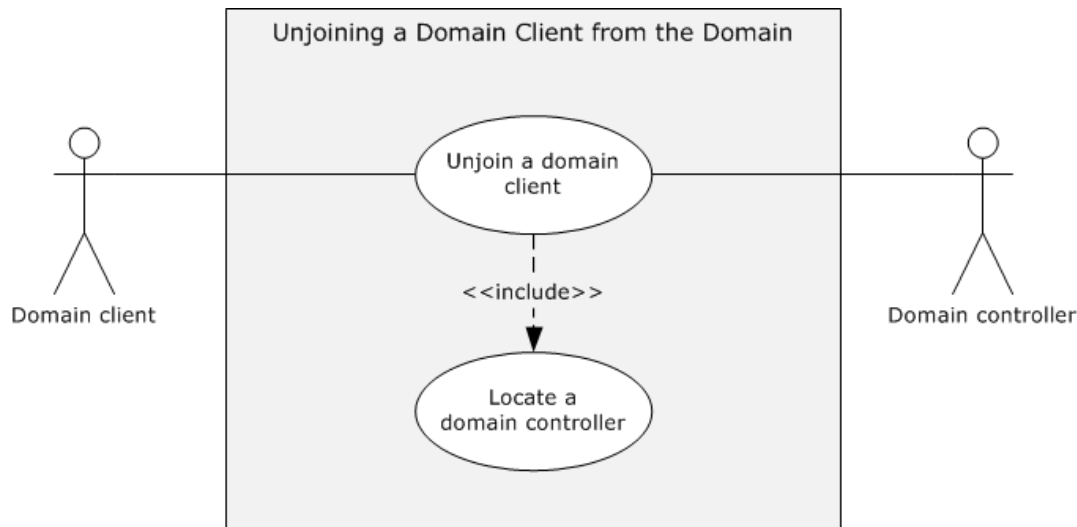 Unjoining a Domain Client from the Domain
Unjoin a domain
client
<<include>>
Domain client
Domain controller
Locate a
domain controller